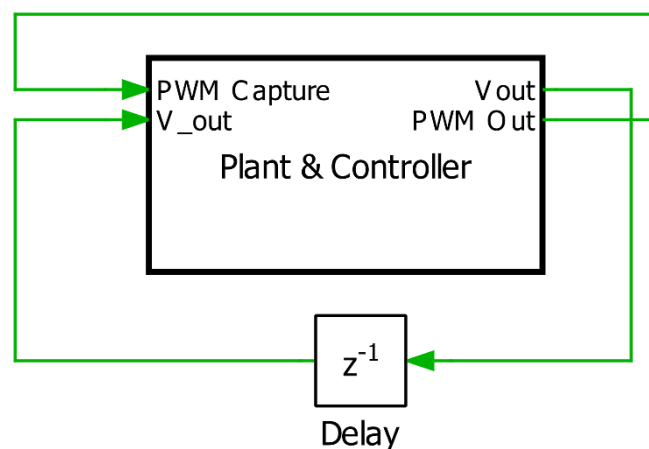 PWM Capture
Vout
V_out
PWM Out
Plant & Controller
z⁻¹
Delay